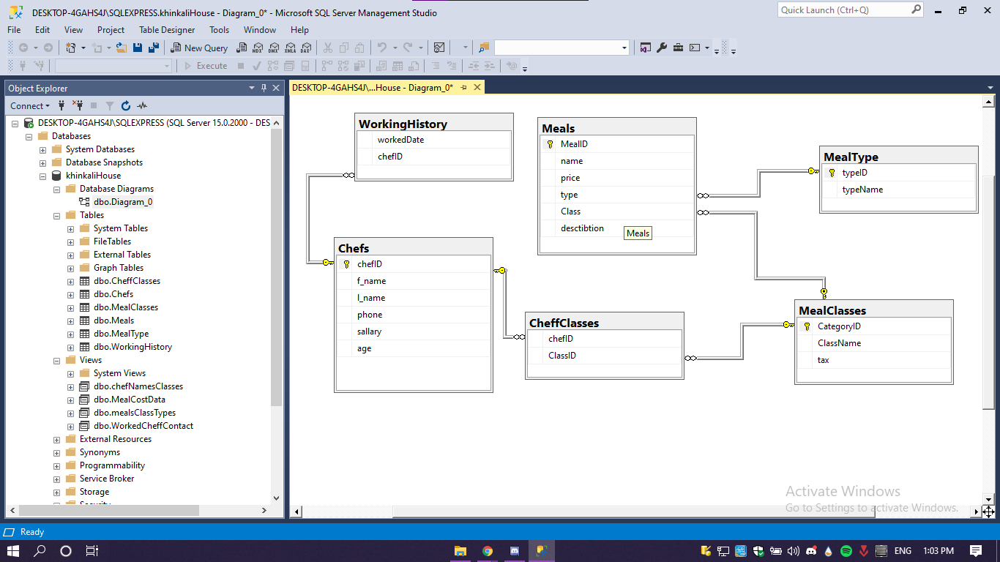 DESKTOP-4GAHS4J\SQLEXPRESS.khinkaliHouse - Diagram_0* - Microsoft SQL Server Management Studio
Quick Launch (Ctrl+Q)
File Edit View Project Table Designer Tools Window Help
New Query
MDX DMX XMLA DAX
Execute
Object Explorer
DESKTOP-4GAHS4J\...House - Diagram_0*
Connect
DESKTOP-4GAHS4J\SQLEXPRESS (SQL Server 15.0.2000 - DES
Databases
System Databases
Database Snapshots
khinkaliHouse
Database Diagrams
dbo.Diagram_0
Tables
System Tables
FileTables
External Tables
Graph Tables
dbo.CheffClasses
dbo.Chefs
dbo.MealClasses
dbo.Meals
dbo.MealType
dbo.WorkingHistory
Views
System Views
dbo.chefNamesClasses
dbo.MealCostData
dbo.mealsClassTypes
dbo.WorkedCheffContact
External Resources
Synonyms
Programmability
Service Broker
Storage
Security
WorkingHistory
workedDate
chefID
Meals
MealID
name
price
type
Class
desctibtion
Meals
MealType
typeID
typeName
Chefs
chefID
f_name
l_name
phone
sallary
age
CheffClasses
chefID
ClassID
MealClasses
CategoryID
ClassName
tax
Activate Windows
Go to Settings to activate Windows.
Ready
ENG
1:03 PM